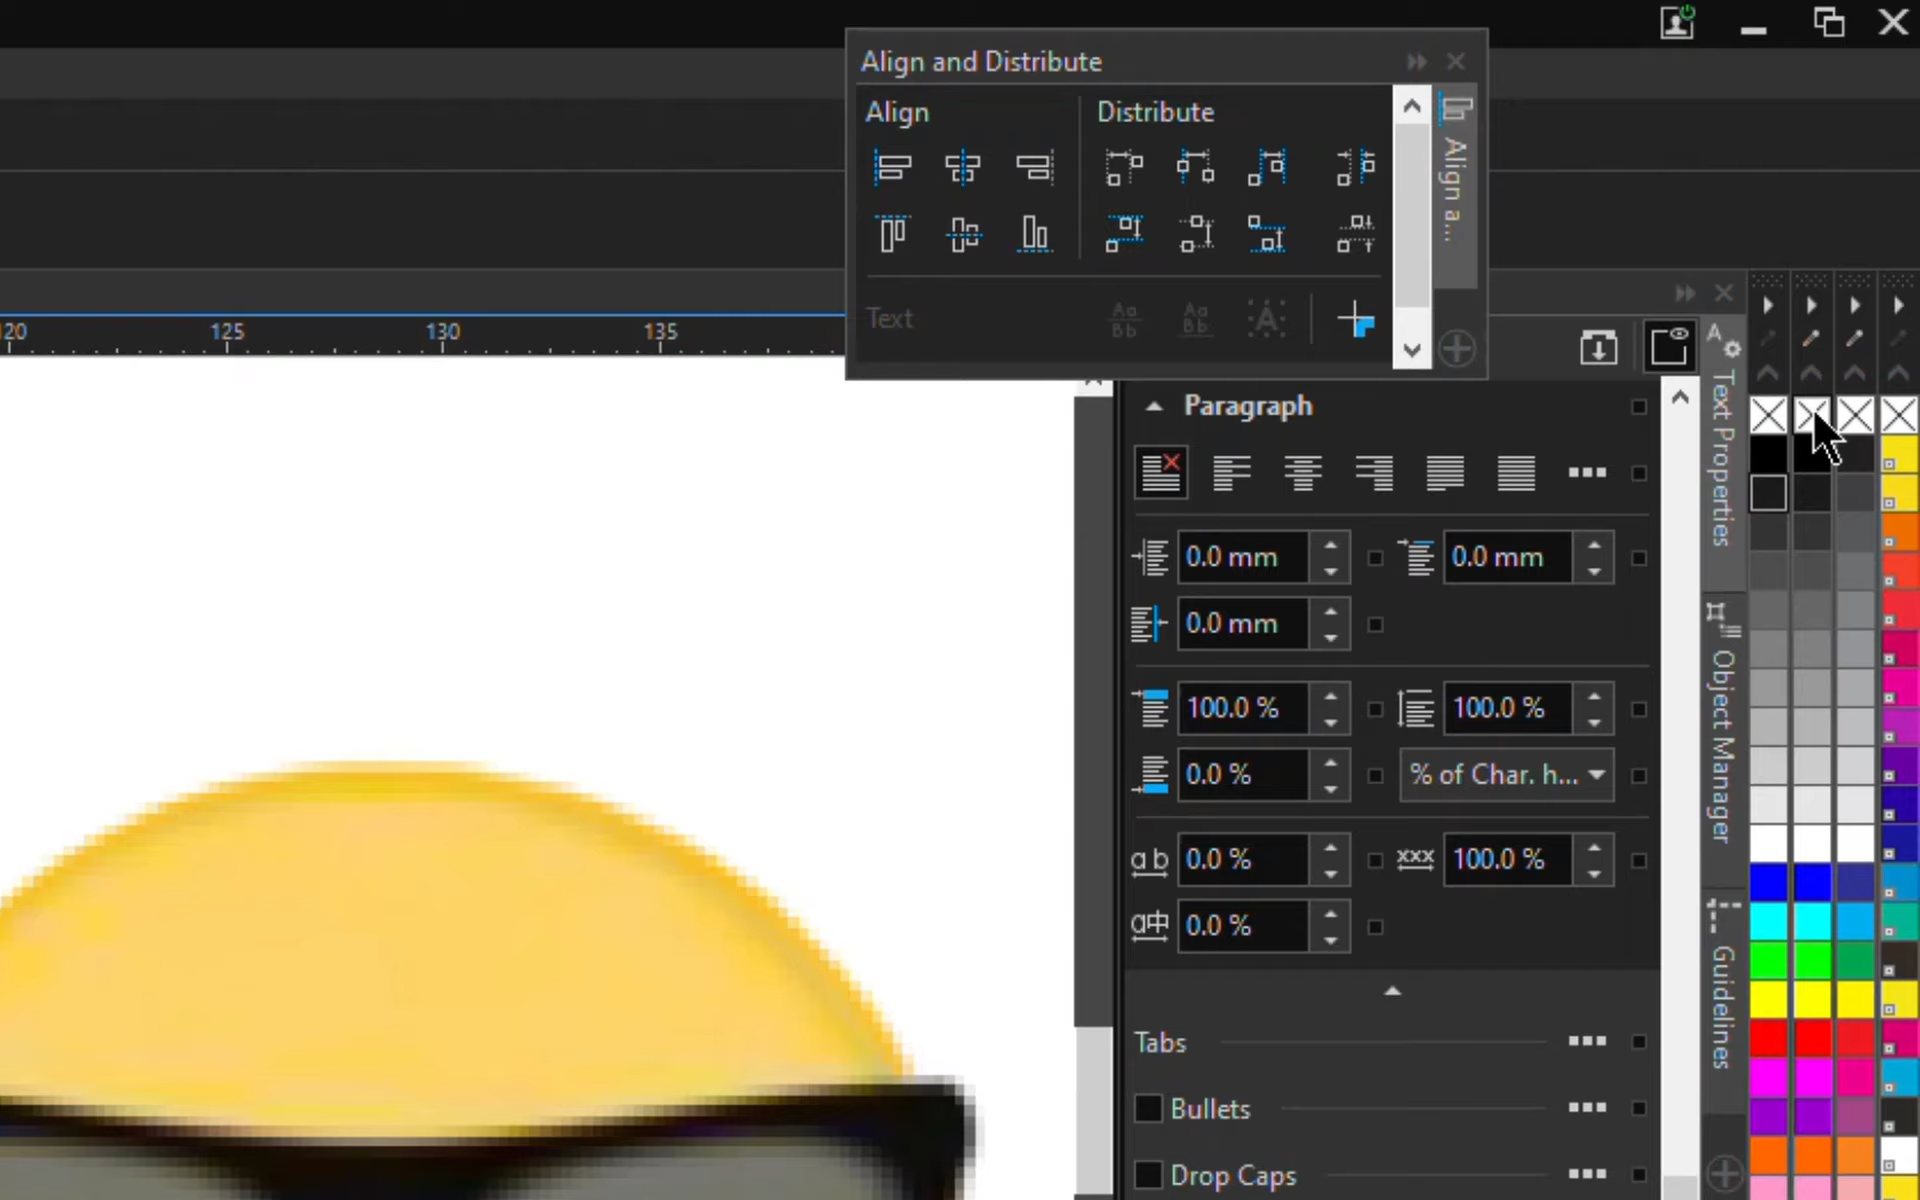 Align and Distribute
Align
Distribute
Align a...
Text
120
125
130
135
Text Properties
Paragraph
0.0 mm
0.0 mm
0.0 mm
100.0 %
100.0 %
0.0 %
% of Char. h...
0.0 %
100.0 %
0.0 %
Object Manager
Guidelines
Tabs
Bullets
Drop Caps